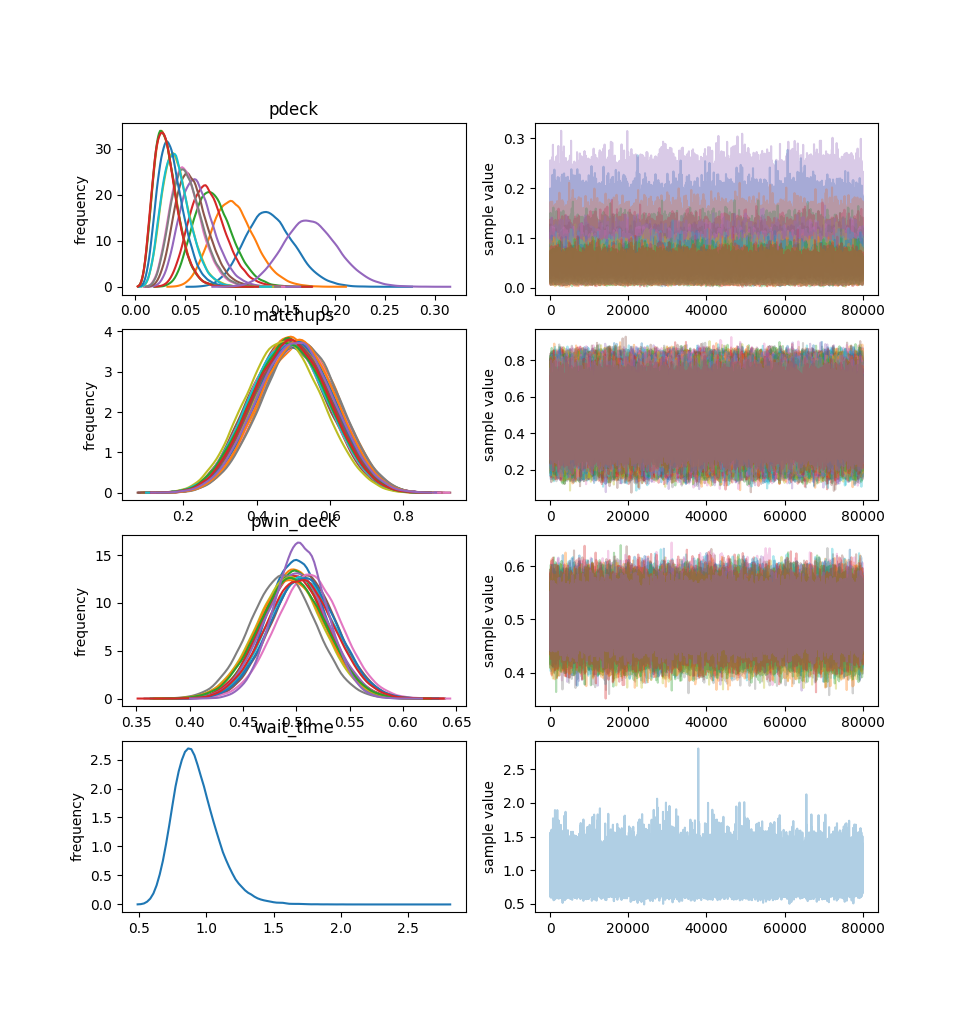 pdeck
frequency
30
20
10
0
0.00 0.05 0.10 0.15 0.20 0.25 0.30
sample value
0.3
0.2
0.1
0.0
0 20000 40000 60000 80000
matchups
frequency
4
3
2
1
0
0.2 0.4 0.6 0.8
sample value
0.8
0.6
0.4
0.2
0 20000 40000 60000 80000
pwin_deck
frequency
15
10
5
0
0.35 0.40 0.45 0.50 0.55 0.60 0.65
sample value
0.6
0.5
0.4
0 20000 40000 60000 80000
wait_time
frequency
2.5
2.0
1.5
1.0
0.5
0.0
0.5 1.0 1.5 2.0 2.5
sample value
2.5
2.0
1.5
1.0
0.5
0 20000 40000 60000 80000